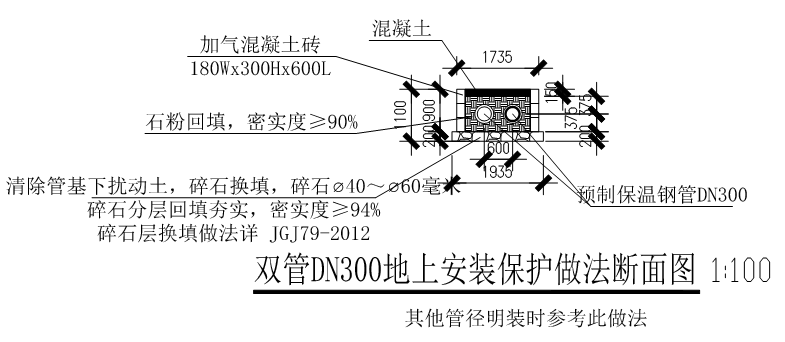 混凝土
加气混凝土砖
180Wx300Hx600L
1735
150
375
375
200
1100
900
200
石粉回填，密实度≥90%
600
1935
清除管基下扰动土，碎石换填，碎石⌀40～⌀60毫米
预制保温钢管DN300
碎石分层回填夯实，密实度≥94%
碎石层换填做法详 JGJ79-2012
双管DN300地上安装保护做法断面图 1:100
其他管径明装时参考此做法